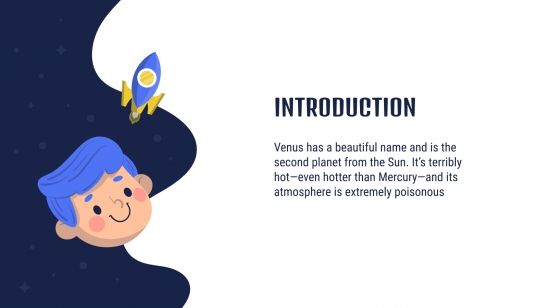 INTRODUCTION
Venus has a beautiful name and is the
second planet from the Sun. It’s terribly
hot—even hotter than Mercury—and its
atmosphere is extremely poisonous